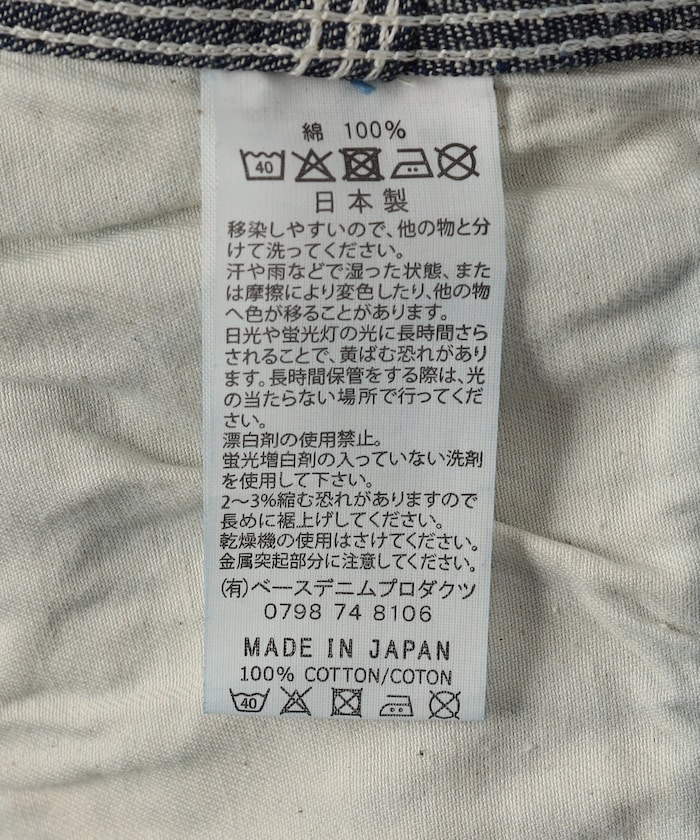 綿 100%
40
日本製
移染しやすいので、他の物と分
けて洗ってください。
汗や雨などで湿った状態、また
は摩擦により変色したり、他の物
へ色が移ることがあります。
日光や蛍光灯の光に長時間さら
されることで、黄ばむ恐れがあり
ます。長時間保管をする際は、光
の当たらない場所で行ってくだ
さい。
漂白剤の使用禁止。
蛍光増白剤の入っていない洗剤
を使用して下さい。
2〜3%縮む恐れがありますので
長めに裾上げしてください。
乾燥機の使用はさけてください。
金属突起部分に注意してください。
(有)ベースデニムプロダクツ
0798 74 8106
MADE IN JAPAN
100% COTTON/COTON
40